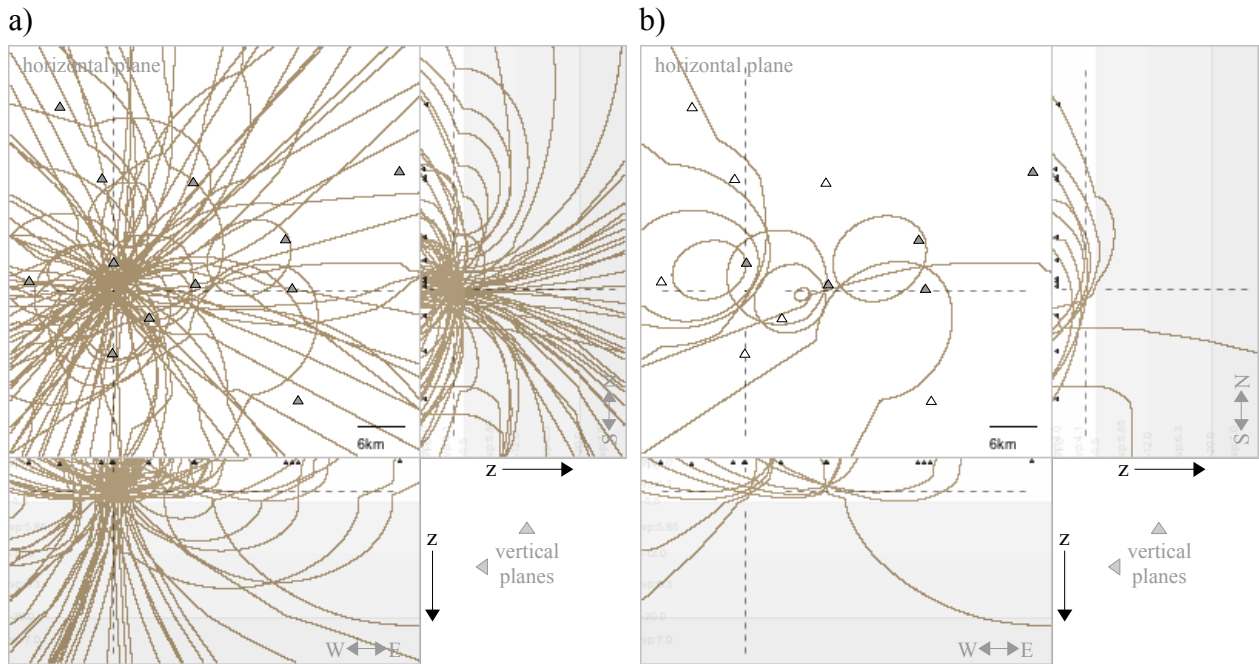 a)
b)
horizontal plane
horizontal plane
6km
6km
N
S
N
S
z
z
W E
W E
z
z
vertical
planes
vertical
planes